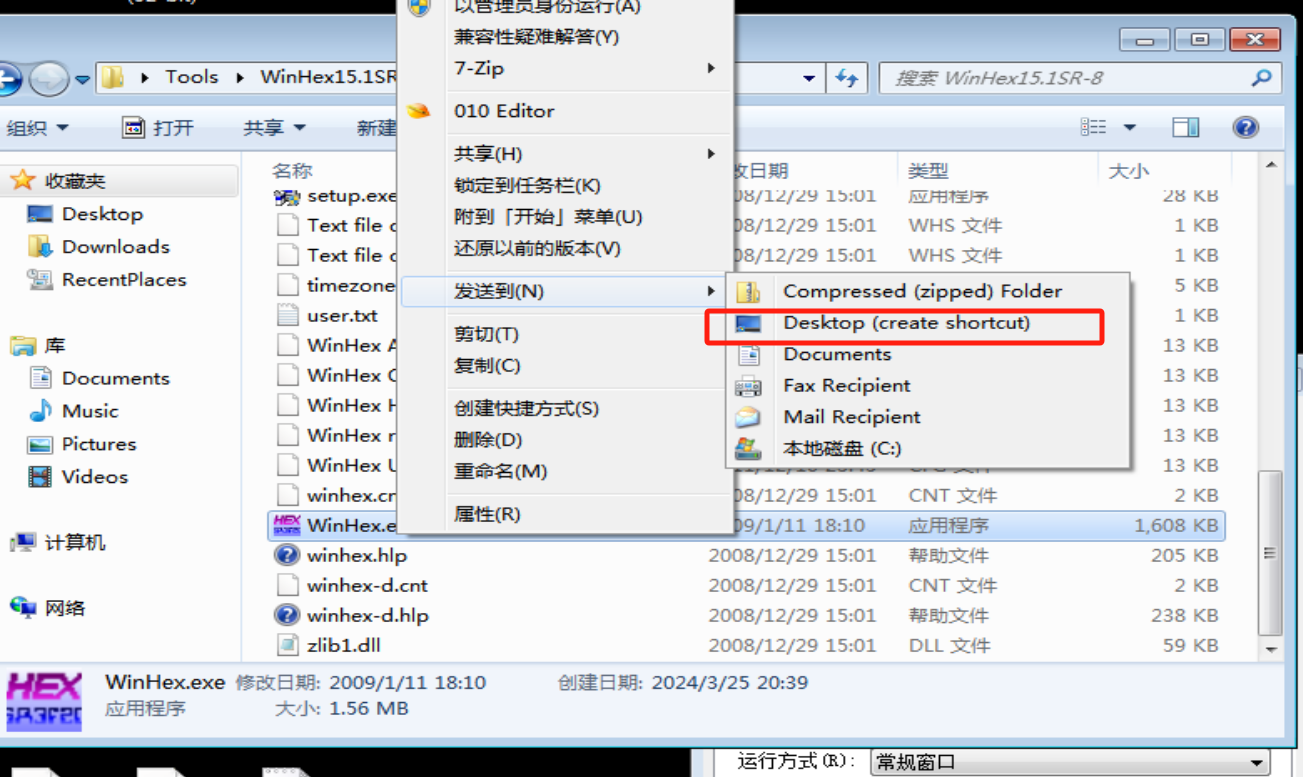 (32-bit)
以管理员身份运行(A)
兼容性疑难解答(Y)
7-Zip
010 Editor
共享(H)
锁定到任务栏(K)
附到「开始」菜单(U)
还原以前的版本(V)
发送到(N)
剪切(T)
复制(C)
创建快捷方式(S)
删除(D)
重命名(M)
属性(R)
Compressed (zipped) Folder
Desktop (create shortcut)
Documents
Fax Recipient
Mail Recipient
本地磁盘 (C:)
Tools WinHex15.1SR
搜索 WinHex15.1SR-8
组织 打开 共享 新建
收藏夹
Desktop
Downloads
RecentPlaces
库
Documents
Music
Pictures
Videos
计算机
网络
名称 改日期 类型 大小
setup.exe 08/12/29 15:01 应用程序 28 KB
Text file 08/12/29 15:01 WHS 文件 1 KB
Text file 08/12/29 15:01 WHS 文件 1 KB
timezone 5 KB
user.txt 1 KB
WinHex 13 KB
WinHex 13 KB
WinHex 13 KB
WinHex 13 KB
WinHex 13 KB
winhex.cn 08/12/29 15:01 CNT 文件 2 KB
WinHex.e 09/1/11 18:10 应用程序 1,608 KB
winhex.hlp 2008/12/29 15:01 帮助文件 205 KB
winhex-d.cnt 2008/12/29 15:01 CNT 文件 2 KB
winhex-d.hlp 2008/12/29 15:01 帮助文件 238 KB
zlib1.dll 2008/12/29 15:01 DLL 文件 59 KB
HEX
WinHex.exe 修改日期: 2009/1/11 18:10 创建日期: 2024/3/25 20:39
应用程序 大小: 1.56 MB
运行方式(R): 常规窗口